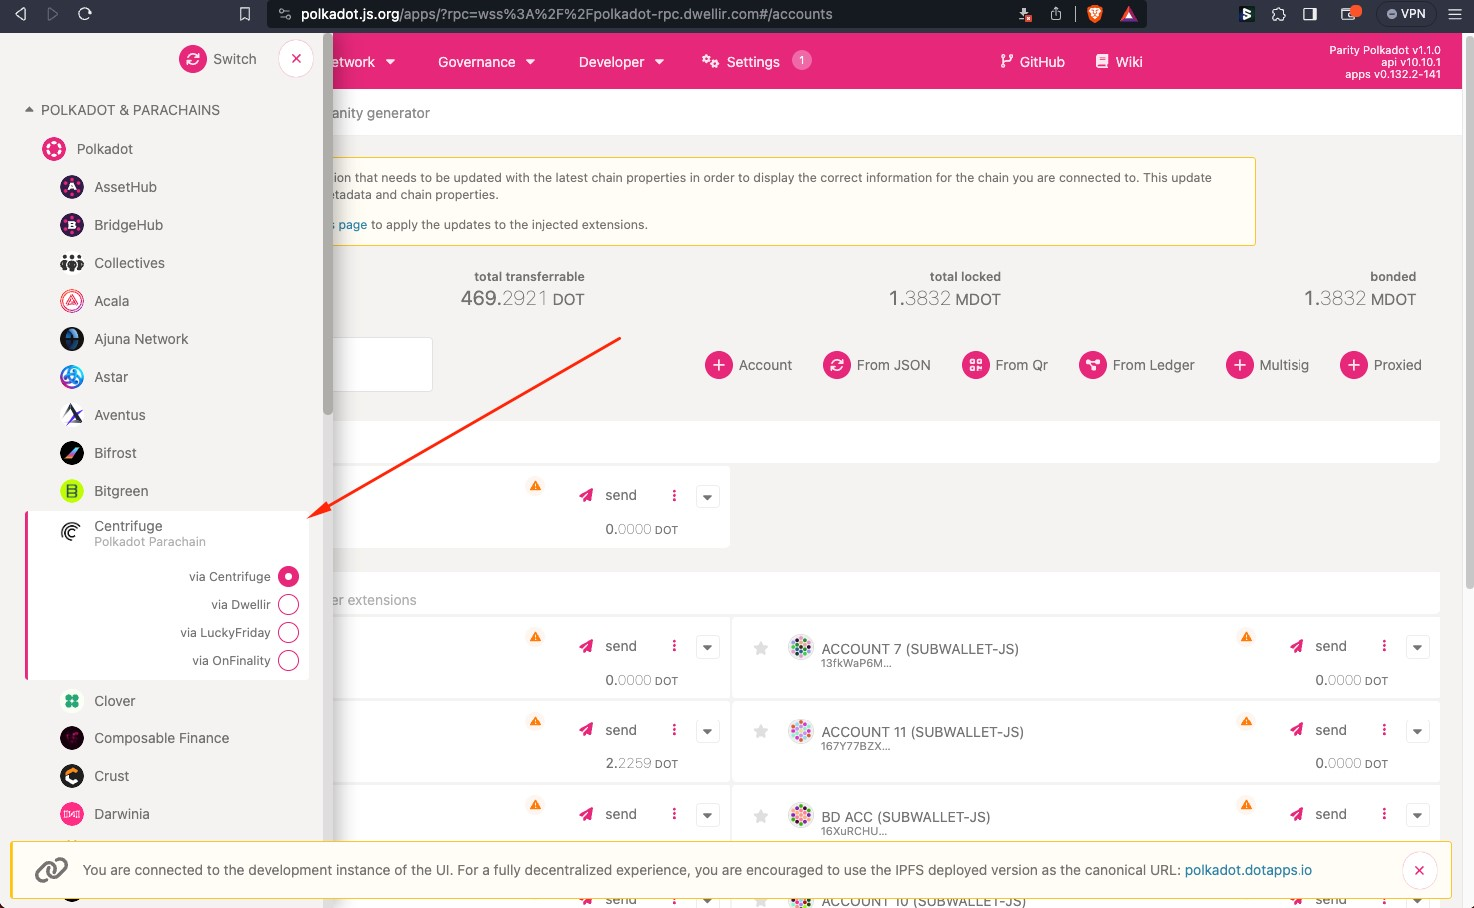 polkadot.js.org/apps/?rpc=wss%3A%2F%2Fpolkadot-rpc.dwellir.com#/accounts
VPN
Switch
etwork
Governance
Developer
Settings
1
GitHub
Wiki
Parity Polkadot v1.1.0
api v10.10.1
apps v0.132.2-141
anity generator
POLKADOT & PARACHAINS
Polkadot
AssetHub
BridgeHub
Collectives
Acala
Ajuna Network
Astar
Aventus
Bifrost
Bitgreen
Centrifuge
Polkadot Parachain
via Centrifuge
via Dwellir
via LuckyFriday
via OnFinality
Clover
Composable Finance
Crust
Darwinia
ion that needs to be updated with the latest chain properties in order to display the correct information for the chain you are connected to. This update
etadata and chain properties.
s page to apply the updates to the injected extensions.
total transferrable
469.2921 DOT
total locked
1.3832 MDOT
bonded
1.3832 MDOT
Account
From JSON
From Qr
From Ledger
Multisig
Proxied
send
0.0000 DOT
er extensions
send
0.0000 DOT
ACCOUNT 7 (SUBWALLET-JS)
13fkWaP6M...
send
0.0000 DOT
send
2.2259 DOT
ACCOUNT 11 (SUBWALLET-JS)
167Y77BZX...
send
0.0000 DOT
send
BD ACC (SUBWALLET-JS)
16XuRCHU...
send
You are connected to the development instance of the UI. For a fully decentralized experience, you are encouraged to use the IPFS deployed version as the canonical URL: polkadot.dotapps.io
send
ACCOUNT 10 (SUBWALLET-JS)
send